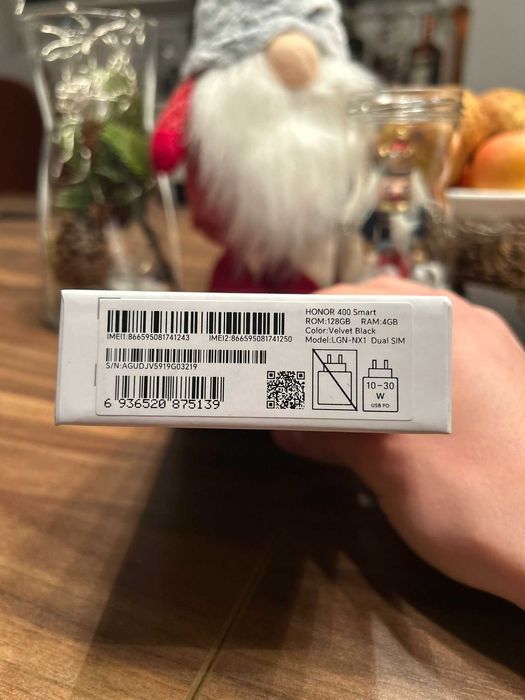 IMEI1:866595081741243 IMEI2:866595081741250
S/N:AGUDJV5919G03219
6 936520 875139
HONOR 400 Smart
ROM:128GB RAM:4GB
Color:Velvet Black
Model:LGN-NX1 Dual SIM
10–30
W
USB PD